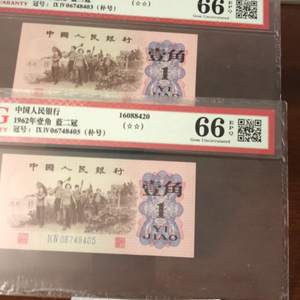 冠号: IX IV 06748403 (补号)
(☆☆)
66 EPQ
Gem Uncirculated
中国人民银行
壹角
1
YI
JIAO
G
中国人民银行 16088420
1962年壹角 藍二冠 (☆☆)
冠号: IX IV 06748405 (补号)
66 EPQ
Gem Uncirculated
中国人民银行
壹角
1
YI
JIAO
IX IV 06748405